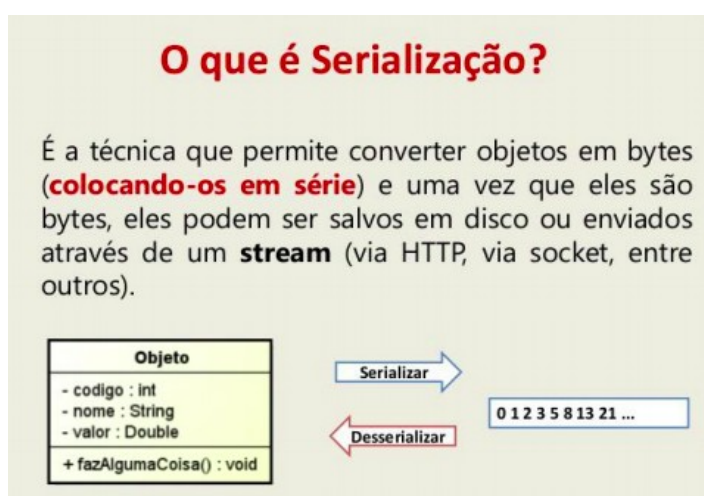 O que é Serialização?
É a técnica que permite converter objetos em bytes
(colocando-os em série) e uma vez que eles são
bytes, eles podem ser salvos em disco ou enviados
através de um stream (via HTTP, via socket, entre
outros).
Objeto
- codigo : int
- nome : String
- valor : Double
+ fazAlgumaCoisa() : void
Serializar
Desserializar
0 1 2 3 5 8 13 21 ...